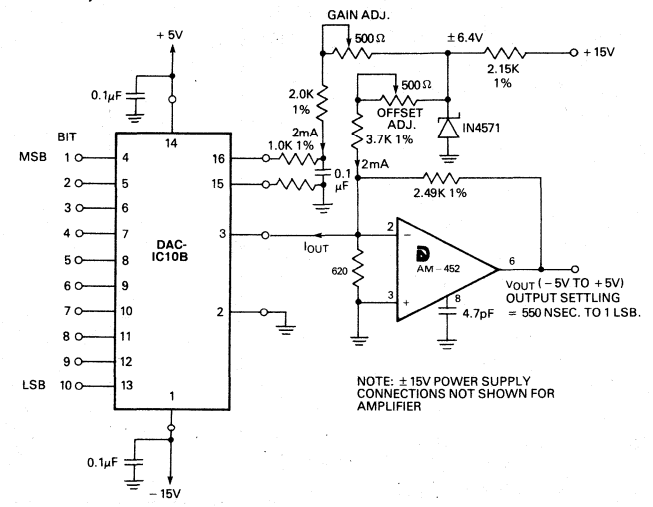 GAIN ADJ.
+5V
500Ω
±6.4V
+15V
2.15K
1%
0.1µF
2.0K
1%
500Ω
OFFSET
ADJ.
IN4571
BIT
14
2mA
1.0K 1%
3.7K 1%
MSB 1 4
16
0.1
µF
2mA
2 5
15
2.49K 1%
3 6
4 7
DAC-
IC10B
3
IOUT
2
–
AM-452
6
5 8
620
VOUT (-5V TO +5V)
OUTPUT SETTLING
= 550 NSEC. TO 1 LSB.
6 9
7 10
2
3
+
8
4.7pF
8 11
9 12
LSB 10 13
1
NOTE: ±15V POWER SUPPLY
CONNECTIONS NOT SHOWN FOR
AMPLIFIER
0.1µF
-15V